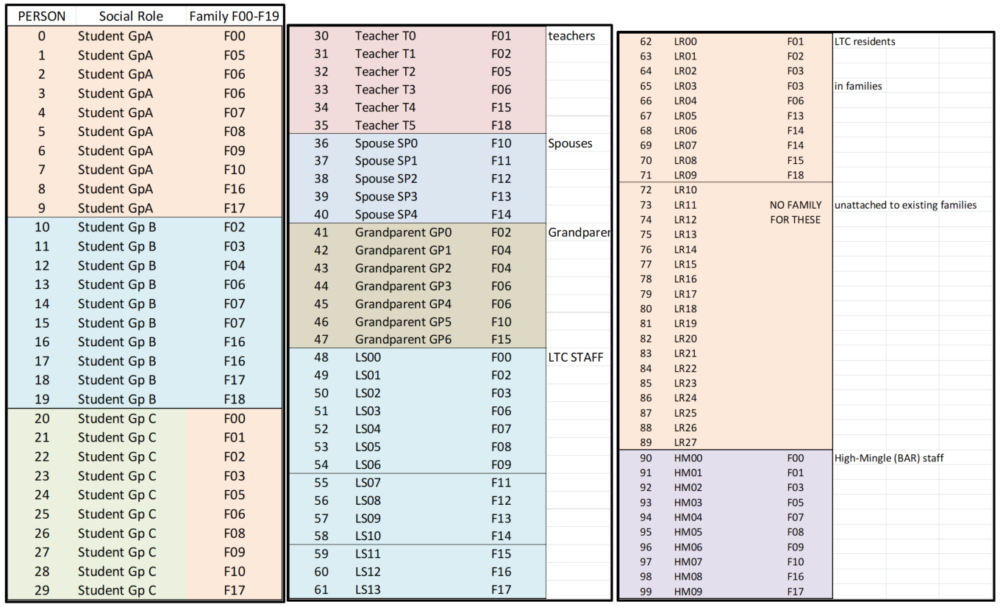 PERSON Social Role Family F00-F19
0 Student GpA F00
1 Student GpA F05
2 Student GpA F06
3 Student GpA F06
4 Student GpA F07
5 Student GpA F08
6 Student GpA F09
7 Student GpA F10
8 Student GpA F16
9 Student GpA F17
10 Student Gp B F02
11 Student Gp B F03
12 Student Gp B F04
13 Student Gp B F06
14 Student Gp B F07
15 Student Gp B F07
16 Student Gp B F16
17 Student Gp B F16
18 Student Gp B F17
19 Student Gp B F18
20 Student Gp C F00
21 Student Gp C F01
22 Student Gp C F02
23 Student Gp C F03
24 Student Gp C F05
25 Student Gp C F06
26 Student Gp C F08
27 Student Gp C F09
28 Student Gp C F10
29 Student Gp C F17
30 Teacher T0 F01 teachers
31 Teacher T1 F02
32 Teacher T2 F05
33 Teacher T3 F06
34 Teacher T4 F15
35 Teacher T5 F18
36 Spouse SP0 F10 Spouses
37 Spouse SP1 F11
38 Spouse SP2 F12
39 Spouse SP3 F13
40 Spouse SP4 F14
41 Grandparent GP0 F02 Grandparer
42 Grandparent GP1 F04
43 Grandparent GP2 F04
44 Grandparent GP3 F06
45 Grandparent GP4 F06
46 Grandparent GP5 F10
47 Grandparent GP6 F15
48 LS00 F00 LTC STAFF
49 LS01 F02
50 LS02 F03
51 LS03 F06
52 LS04 F07
53 LS05 F08
54 LS06 F09
55 LS07 F11
56 LS08 F12
57 LS09 F13
58 LS10 F14
59 LS11 F15
60 LS12 F16
61 LS13 F17
62 LR00 F01 LTC residents
63 LR01 F02
64 LR02 F03
65 LR03 F03 in families
66 LR04 F06
67 LR05 F13
68 LR06 F14
69 LR07 F14
70 LR08 F15
71 LR09 F18
72 LR10
73 LR11 NO FAMILY unattached to existing families
74 LR12 FOR THESE
75 LR13
76 LR14
77 LR15
78 LR16
79 LR17
80 LR18
81 LR19
82 LR20
83 LR21
84 LR22
85 LR23
86 LR24
87 LR25
88 LR26
89 LR27
90 HM00 F00 High-Mingle (BAR) staff
91 HM01 F01
92 HM02 F03
93 HM03 F05
94 HM04 F07
95 HM05 F08
96 HM06 F09
97 HM07 F10
98 HM08 F16
99 HM09 F17